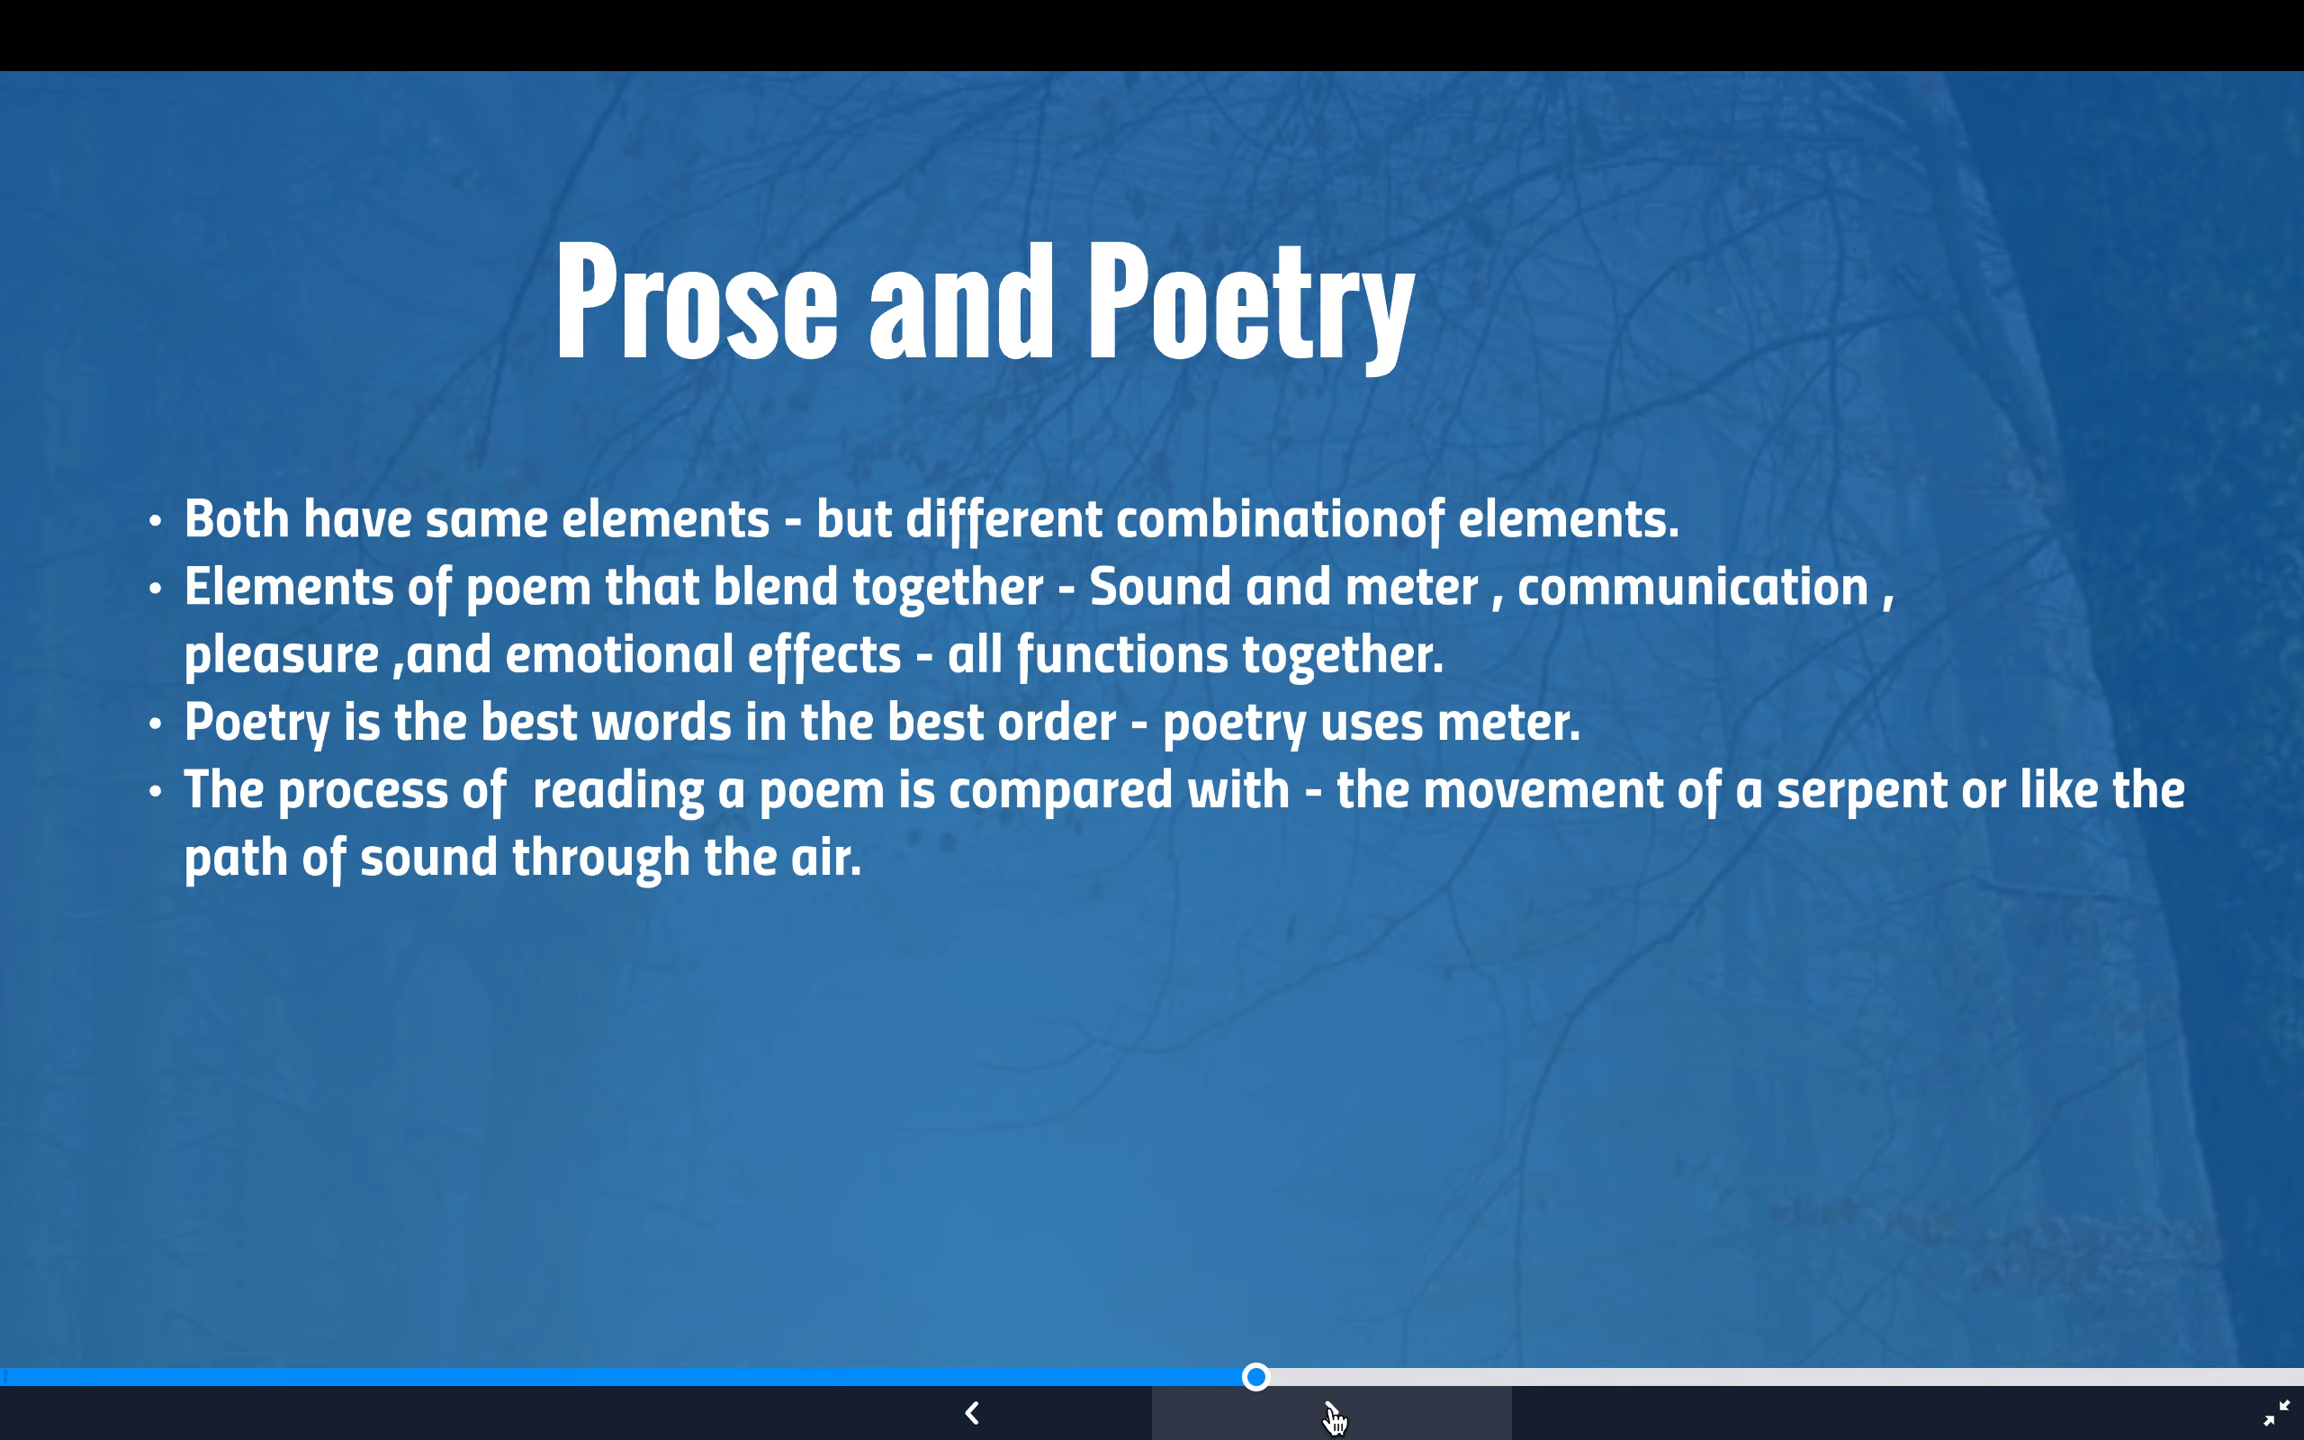 Prose and Poetry
• Both have same elements - but different combinationof elements.
• Elements of poem that blend together - Sound and meter , communication ,
pleasure ,and emotional effects - all functions together.
• Poetry is the best words in the best order - poetry uses meter.
• The process of  reading a poem is compared with - the movement of a serpent or like the
path of sound through the air.